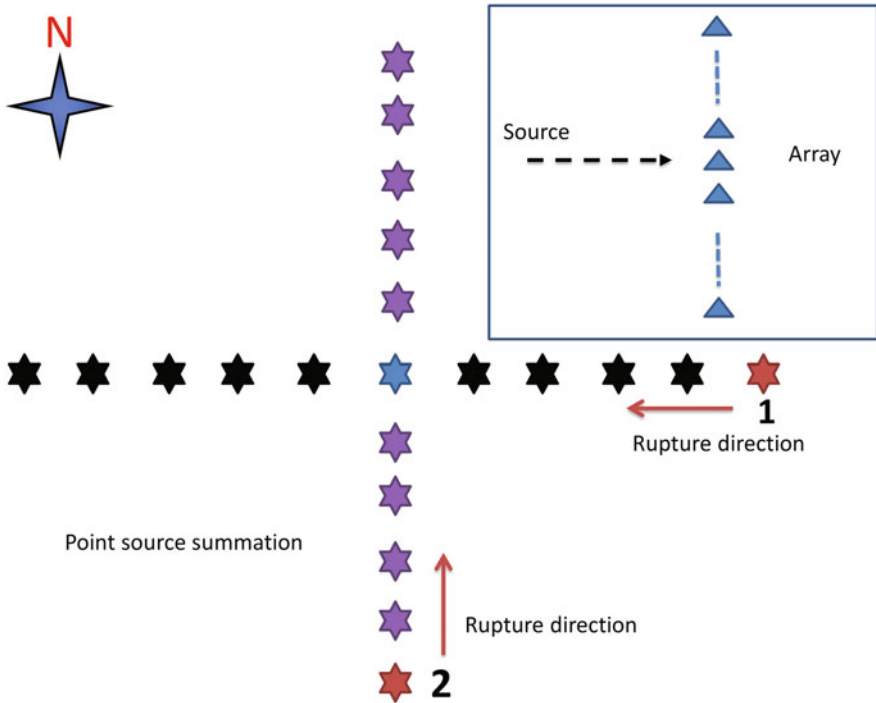 N
Source
Array
1
Rupture direction
Point source summation
Rupture direction
2